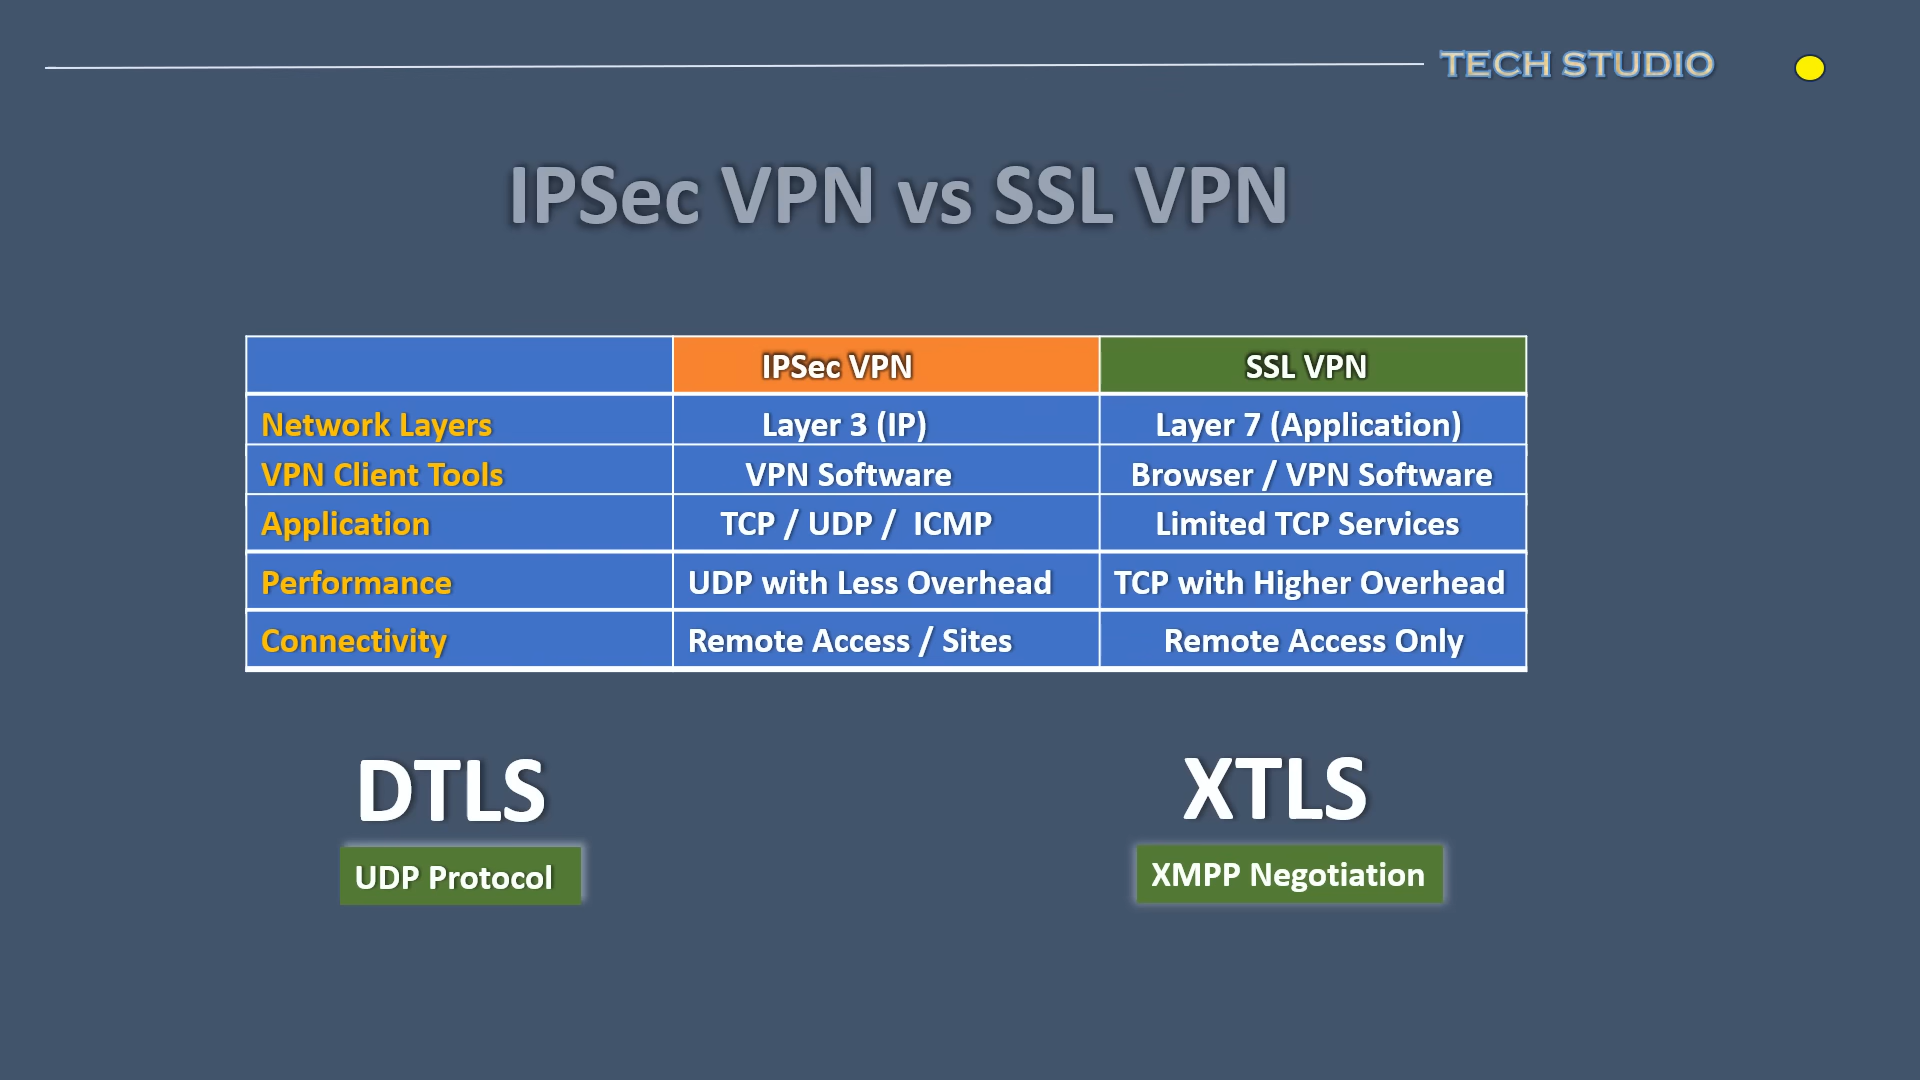 TECH STUDIO
IPSec VPN vs SSL VPN
IPSec VPN SSL VPN
Network Layers Layer 3 (IP) Layer 7 (Application)
VPN Client Tools VPN Software Browser / VPN Software
Application TCP / UDP / ICMP Limited TCP Services
Performance UDP with Less Overhead TCP with Higher Overhead
Connectivity Remote Access / Sites Remote Access Only
DTLS XTLS
UDP Protocol XMPP Negotiation